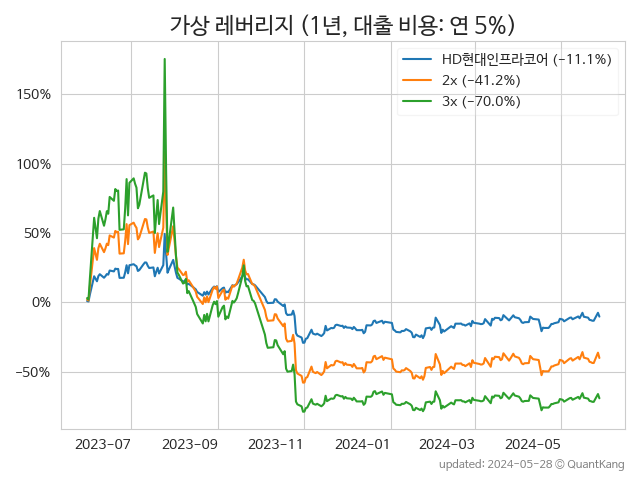 가상 레버리지 (1년, 대출 비용: 연 5%)
HD현대인프라코어 (−11.1%)
2x (−41.2%)
3x (−70.0%)
150%
100%
50%
0%
−50%
2023-07
2023-09
2023-11
2024-01
2024-03
2024-05
updated: 2024-05-28 © QuantKang